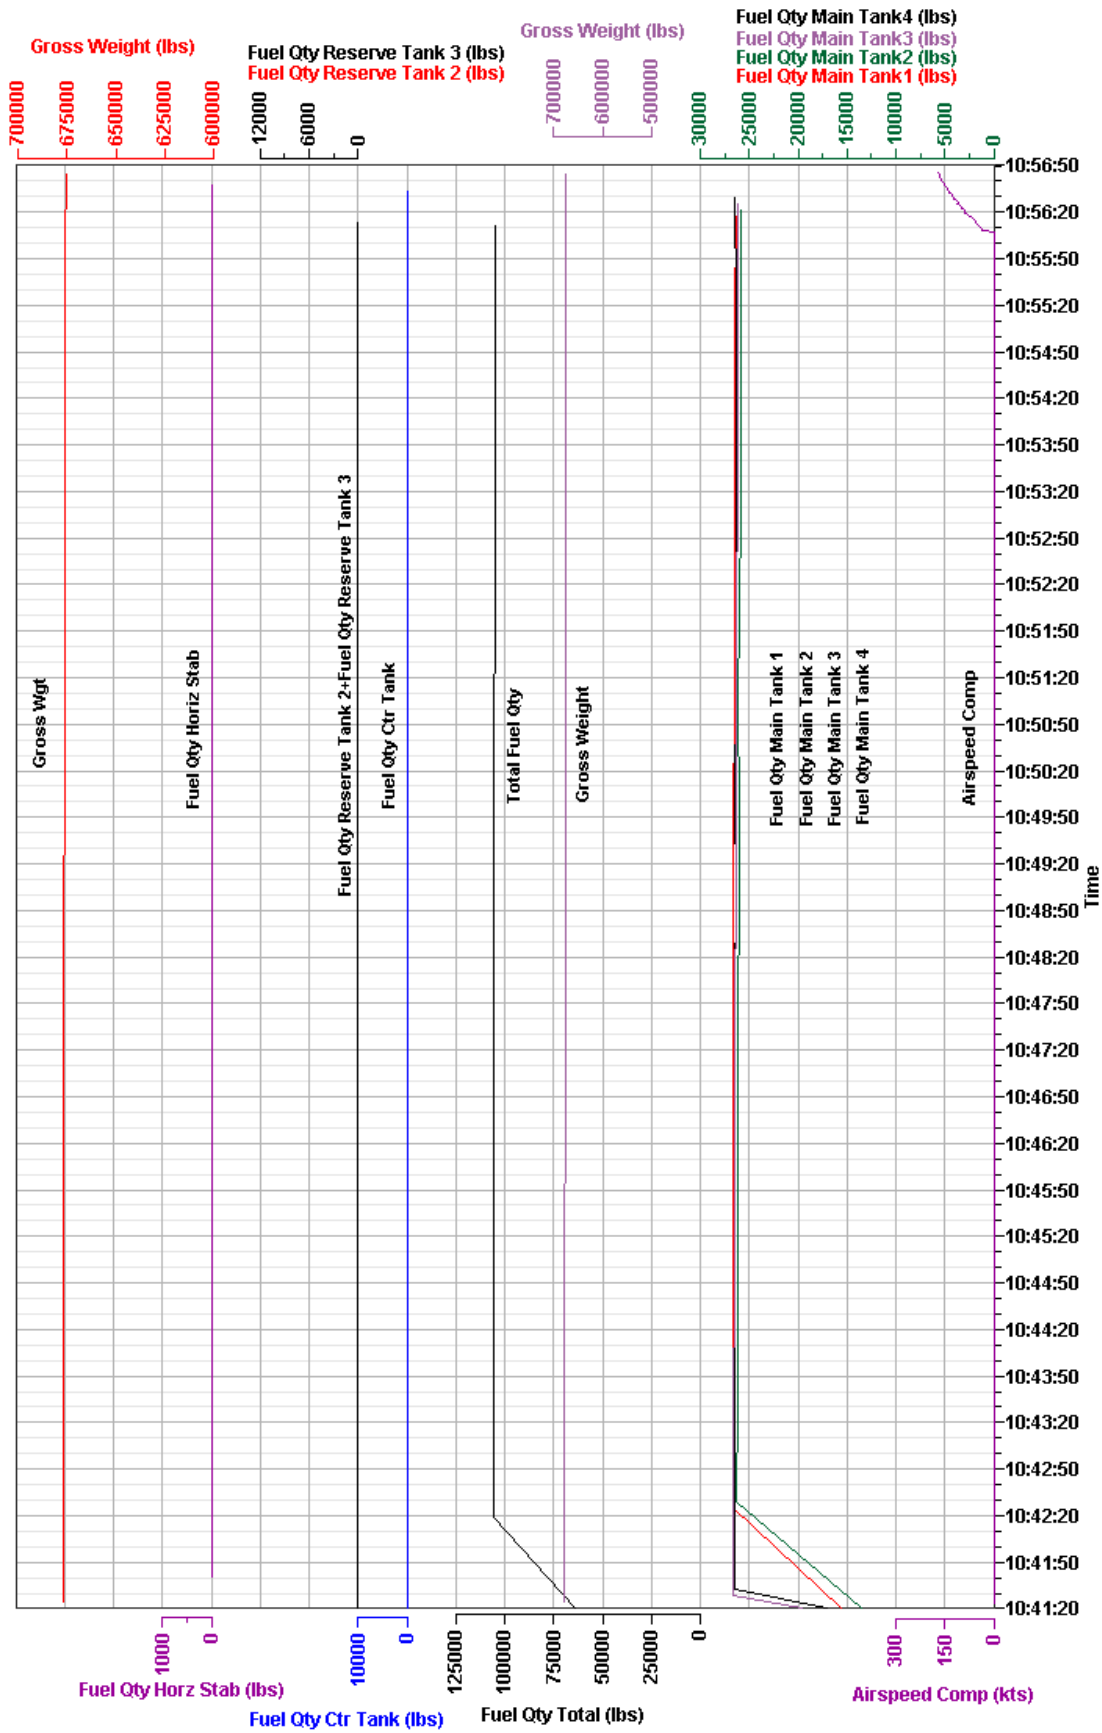 Fuel Qty Main Tank4 (lbs)
Fuel Qty Main Tank3 (lbs)
Fuel Qty Main Tank2 (lbs)
Fuel Qty Main Tank1 (lbs)
Gross Weight (lbs)
Gross Weight (lbs)
Fuel Qty Reserve Tank 3 (lbs)
Fuel Qty Reserve Tank 2 (lbs)
700000
675000
650000
625000
600000
12000
6000
0
700000
600000
500000
30000
25000
20000
15000
10000
5000
0
10:56:50
10:56:20
10:55:50
10:55:20
10:54:50
10:54:20
10:53:50
10:53:20
10:52:50
10:52:20
10:51:50
10:51:20
10:50:50
10:50:20
10:49:50
10:49:20
10:48:50
10:48:20
10:47:50
10:47:20
10:46:50
10:46:20
10:45:50
10:45:20
10:44:50
10:44:20
10:43:50
10:43:20
10:42:50
10:42:20
10:41:50
10:41:20
Time
Gross Wgt
Fuel Qty Horiz Stab
Fuel Qty Reserve Tank 2+Fuel Qty Reserve Tank 3
Fuel Qty Ctr Tank
Total Fuel Qty
Gross Weight
Fuel Qty Main Tank 1
Fuel Qty Main Tank 2
Fuel Qty Main Tank 3
Fuel Qty Main Tank 4
Airspeed Comp
1000
0
10000
0
125000
100000
75000
50000
25000
0
300
150
0
Fuel Qty Horz Stab (lbs)
Fuel Qty Ctr Tank (lbs)
Fuel Qty Total (lbs)
Airspeed Comp (kts)